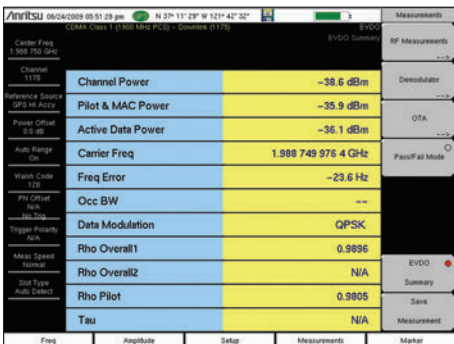 Anritsu 06/24/2009 05:51:28 pm N 37° 11' 29" W 121° 42' 32"
Measurements
CDMA Class 1 (1900 MHz PCS) - Downlink (1175)
EVDO
EVDO Summary
Center Freq
1.988 750 GHz
Channel
1175
Reference Source
GPS Hi Accy
Power Offset
0.0 dB
Auto Range
On
Walsh Code
128
PN Offset
N/A
No Trig
Trigger Polarity
N/A
Meas Speed
Normal
Slot Type
Auto Detect
Channel Power -38.6 dBm
Pilot & MAC Power -35.9 dBm
Active Data Power -36.1 dBm
Carrier Freq 1.988 749 976 4 GHz
Freq Error -23.6 Hz
Occ BW --
Data Modulation QPSK
Rho Overall1 0.9896
Rho Overall2 N/A
Rho Pilot 0.9805
Tau N/A
RF Measurements
-->
Demodulator
-->
OTA
-->
Pass/Fail Mode
EVDO
Summary
Save
Measurement
Freq Amplitude Setup Measurements Marker